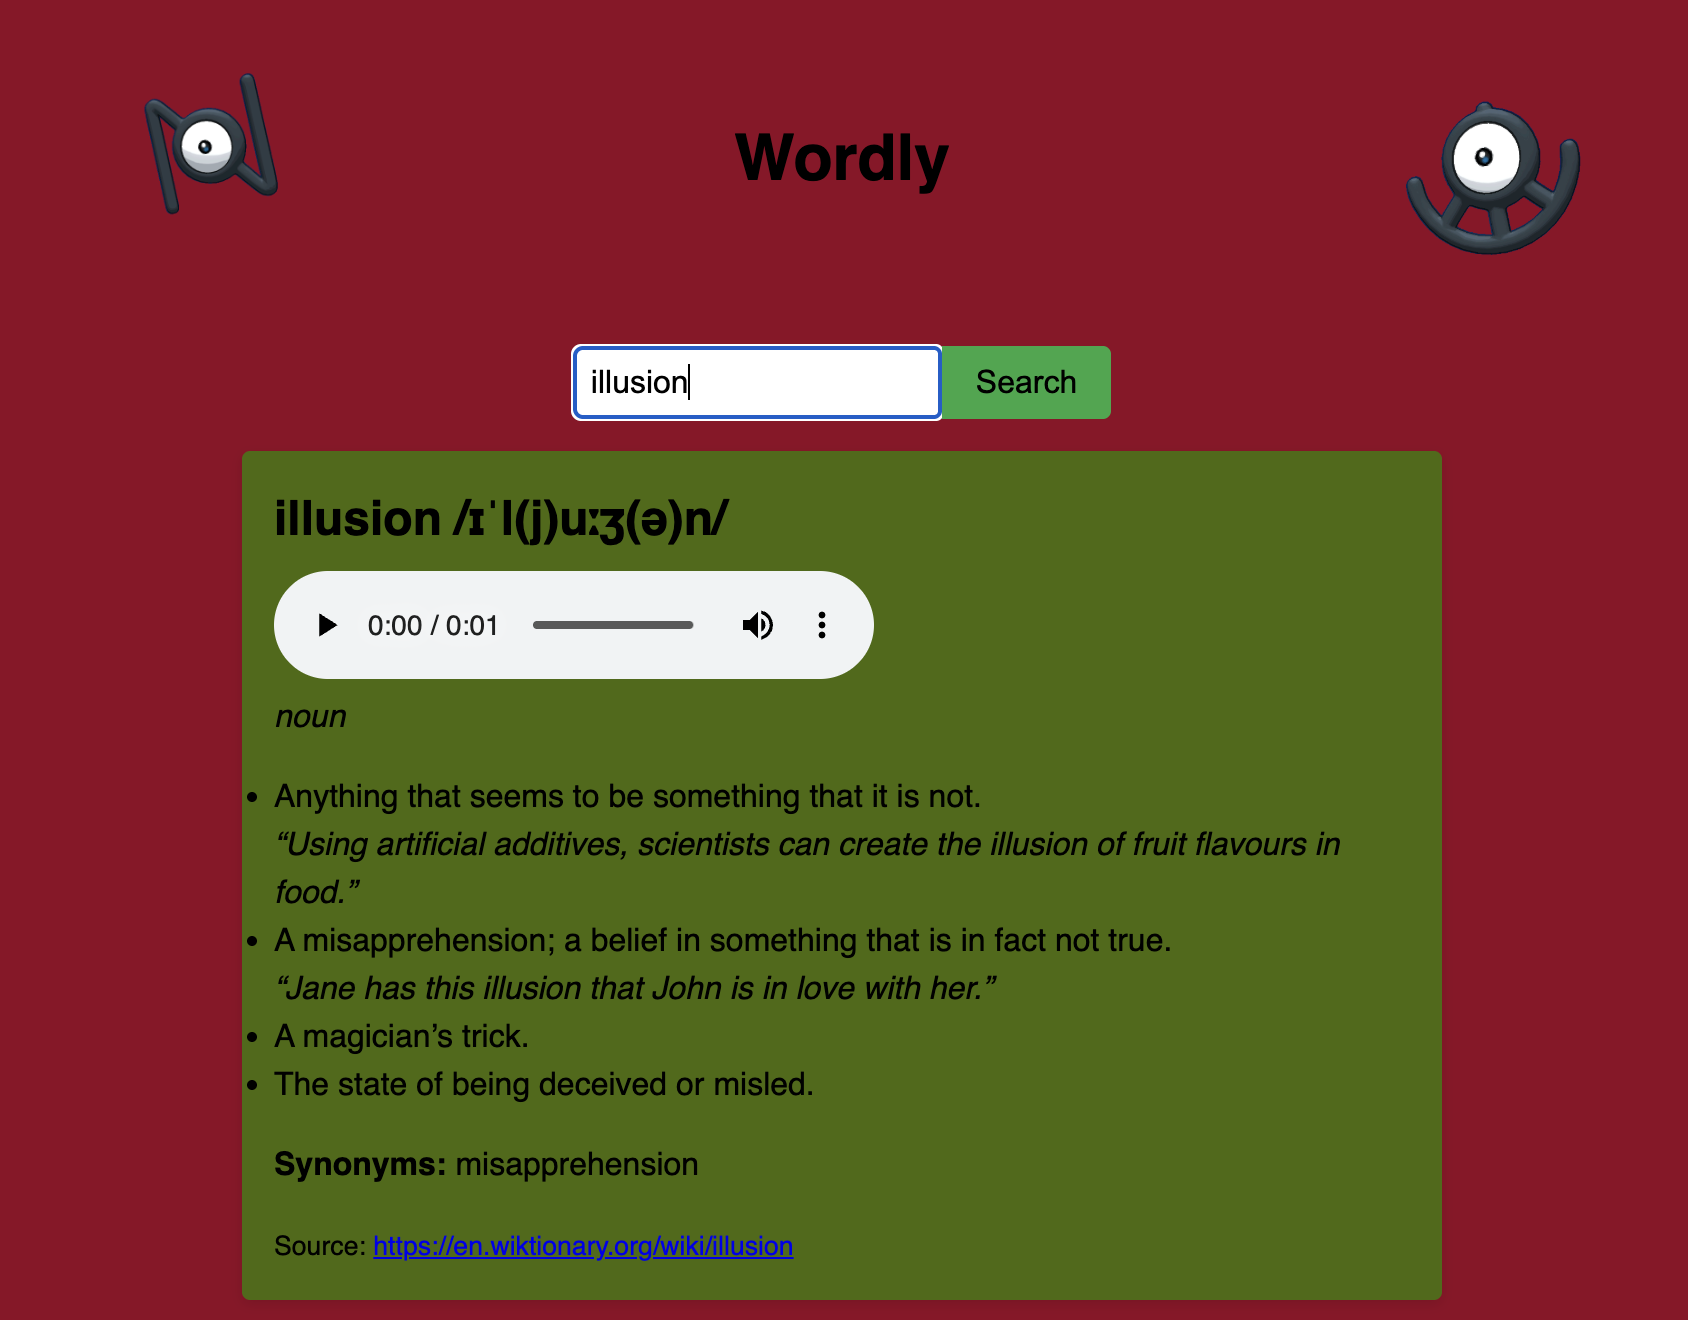 Wordly
illusion
Search
illusion /ɪˈl(j)uːʒ(ə)n/
0:00 / 0:01
noun
• Anything that seems to be something that it is not.
“Using artificial additives, scientists can create the illusion of fruit flavours in
food.”
• A misapprehension; a belief in something that is in fact not true.
“Jane has this illusion that John is in love with her.”
• A magician’s trick.
• The state of being deceived or misled.
Synonyms: misapprehension
Source: https://en.wiktionary.org/wiki/illusion